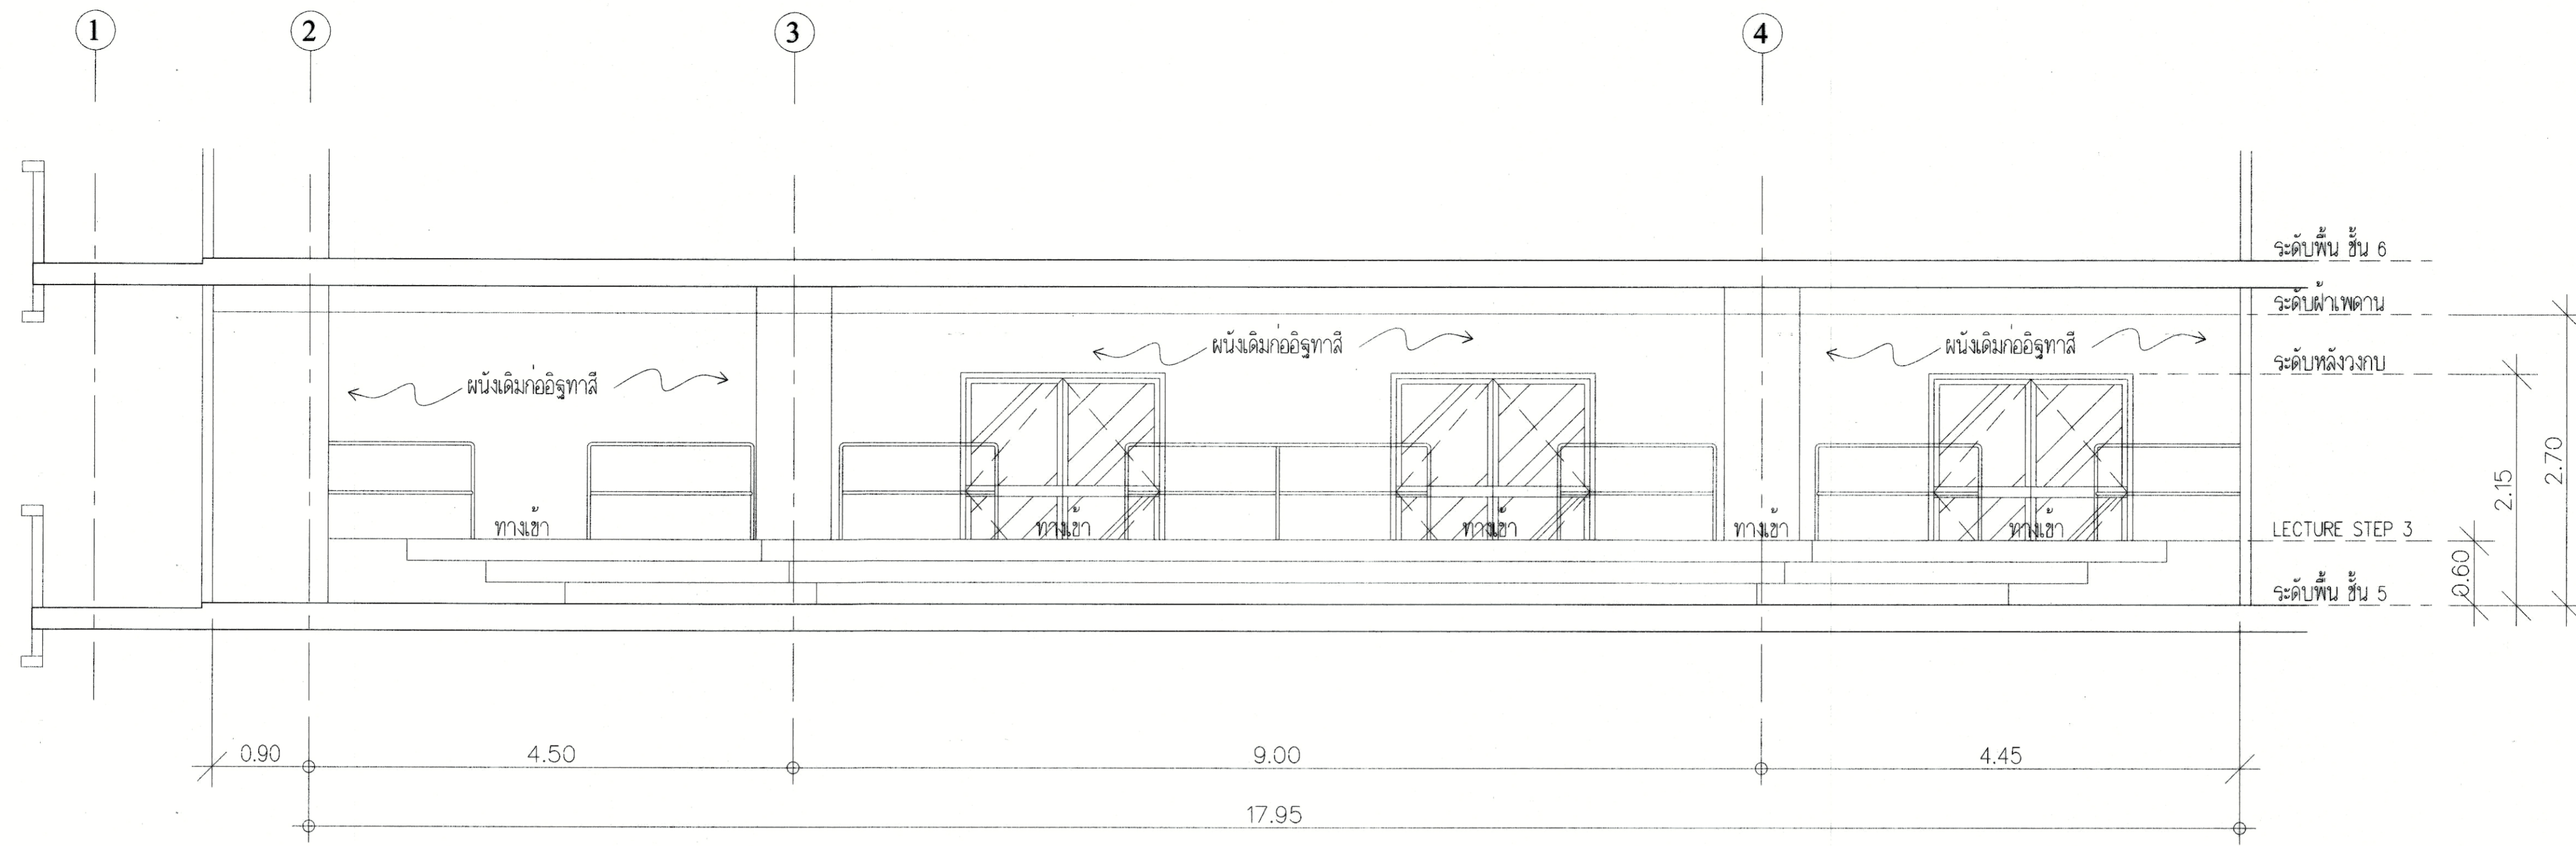 1
2
3
4
ระดับพื้น ชั้น 6
ระดับฝ้าเพดาน
ผนังเดิมก่ออิฐทาสี
ผนังเดิมก่ออิฐทาสี
ผนังเดิมก่ออิฐทาสี
ระดับหลังวงกบ
2.70
2.15
ทางเข้า
ทางเข้า
ทางเข้า
ทางเข้า
ทางเข้า
LECTURE STEP 3
0.60
ระดับพื้น ชั้น 5
0.90
4.50
9.00
4.45
17.95